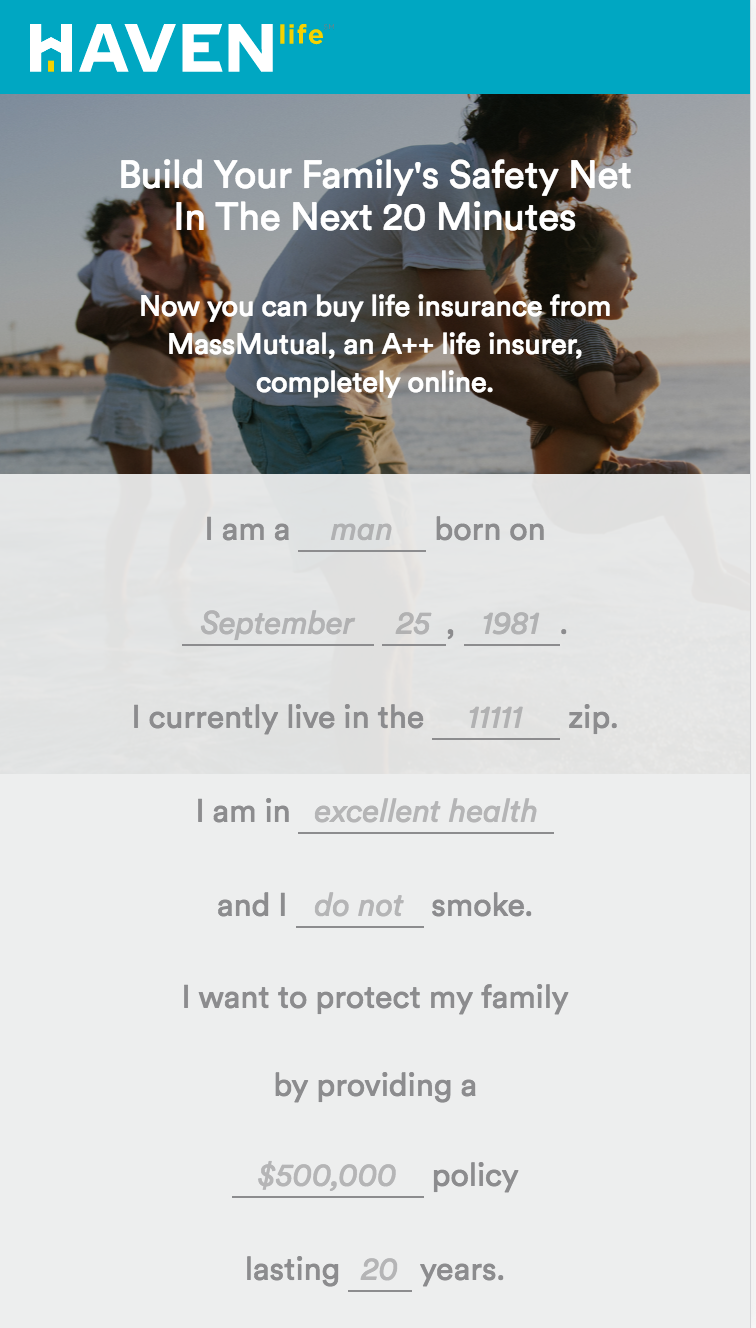 HAVEN life
Build Your Family's Safety Net
In The Next 20 Minutes
Now you can buy life insurance from
MassMutual, an A++ life insurer,
completely online.
I am a man born on
September 25, 1981.
I currently live in the 11111 zip.
I am in excellent health
and I do not smoke.
I want to protect my family
by providing a
$500,000 policy
lasting 20 years.